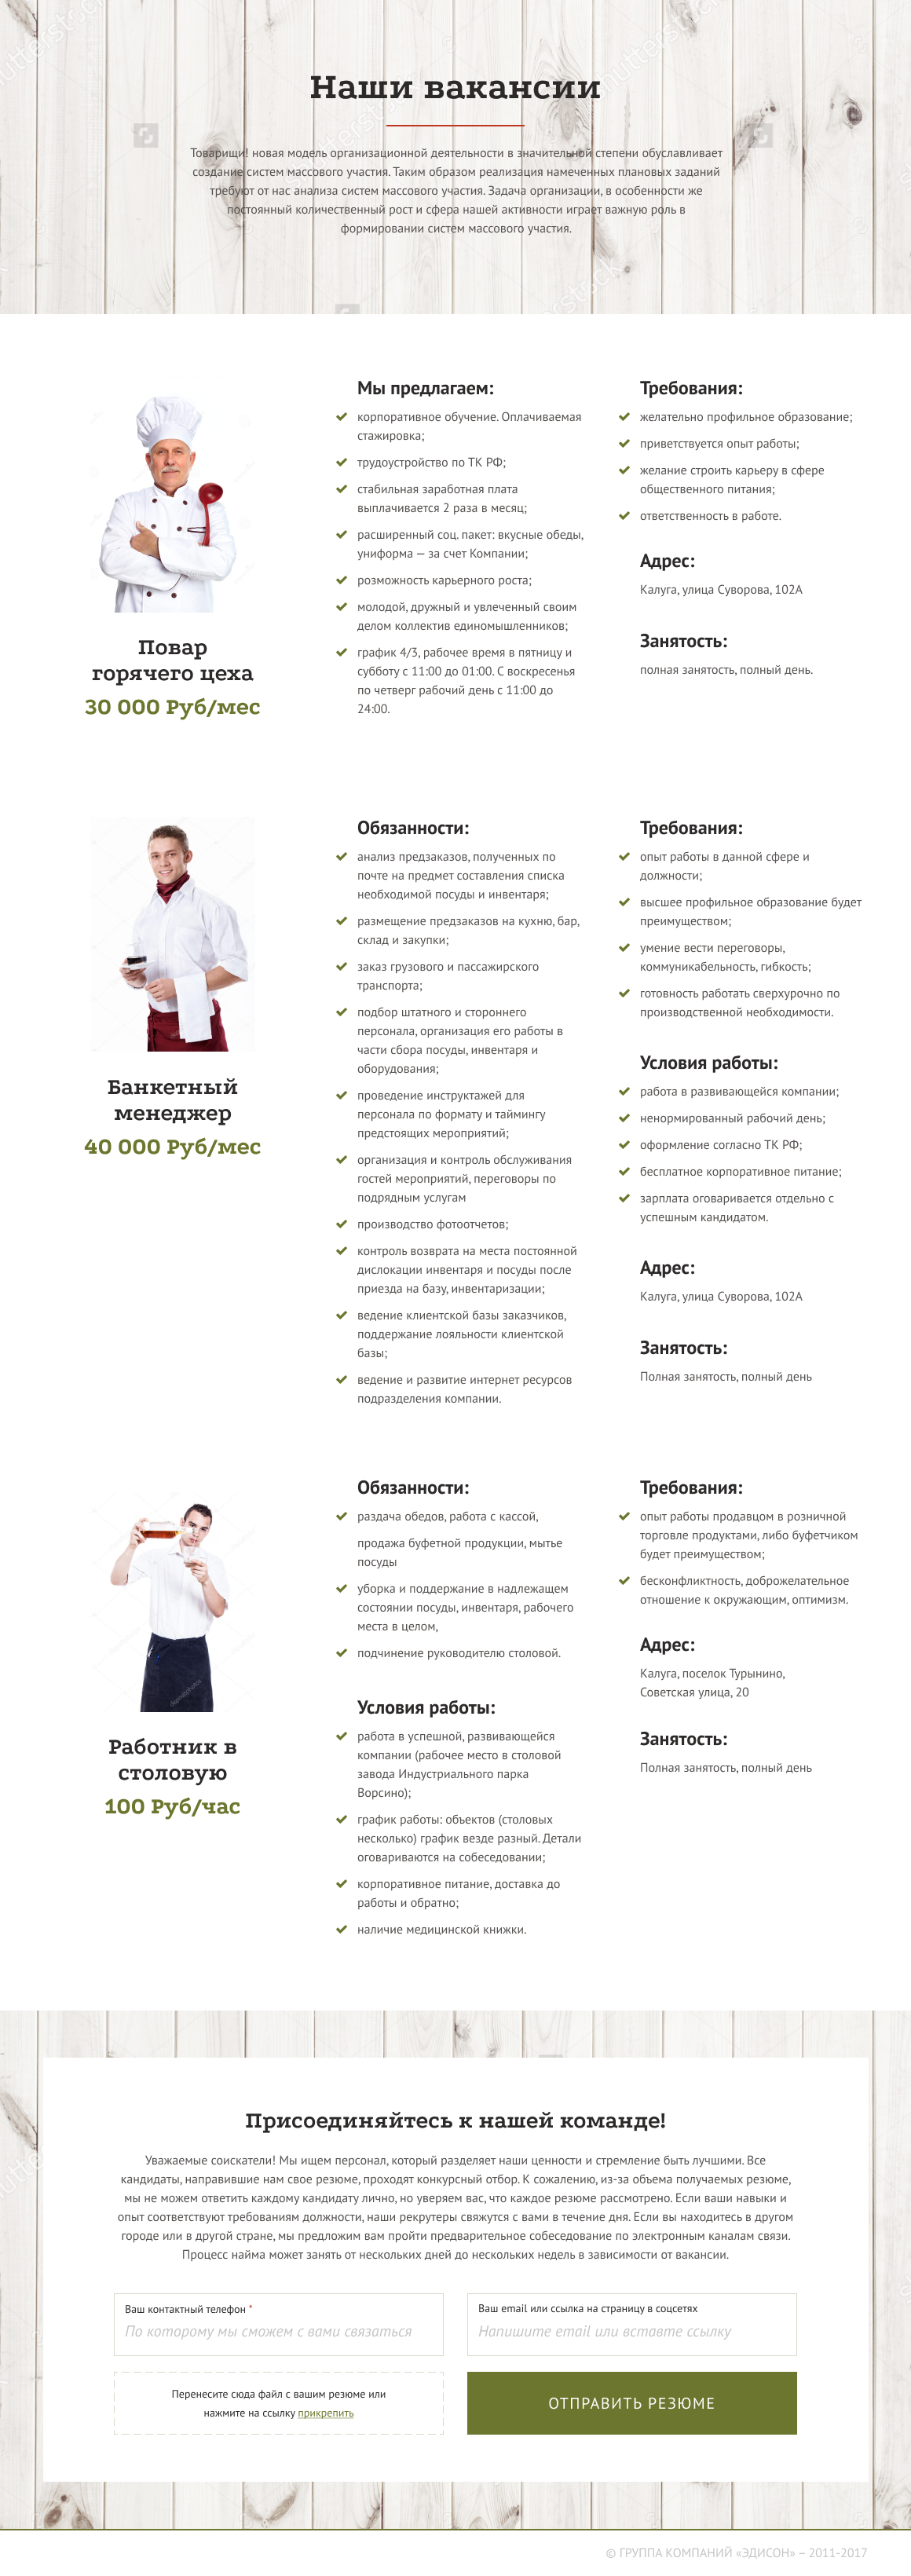 Наши вакансии
Товарищи! новая модель организационной деятельности в значительной степени обуславливает
создание систем массового участия. Таким образом реализация намеченных плановых заданий
требуют от нас анализа систем массового участия. Задача организации, в особенности же
постоянный количественный рост и сфера нашей активности играет важную роль в
формировании систем массового участия.
Повар
горячего цеха
30 000 Руб/мес
Мы предлагаем:
корпоративное обучение. Оплачиваемая
стажировка;
трудоустройство по ТК РФ;
стабильная заработная плата
выплачивается 2 раза в месяц;
расширенный соц. пакет: вкусные обеды,
униформа — за счет Компании;
розможность карьерного роста;
молодой, дружный и увлеченный своим
делом коллектив единомышленников;
график 4/3, рабочее время в пятницу и
субботу с 11:00 до 01:00. С воскресенья
по четверг рабочий день с 11:00 до
24:00.
Требования:
желательно профильное образование;
приветствуется опыт работы;
желание строить карьеру в сфере
общественного питания;
ответственность в работе.
Адрес:
Калуга, улица Суворова, 102А
Занятость:
полная занятость, полный день.
Банкетный
менеджер
40 000 Руб/мес
Обязанности:
анализ предзаказов, полученных по
почте на предмет составления списка
необходимой посуды и инвентаря;
размещение предзаказов на кухню, бар,
склад и закупки;
заказ грузового и пассажирского
транспорта;
подбор штатного и стороннего
персонала, организация его работы в
части сбора посуды, инвентаря и
оборудования;
проведение инструктажей для
персонала по формату и таймингу
предстоящих мероприятий;
организация и контроль обслуживания
гостей мероприятий, переговоры по
подрядным услугам
производство фотоотчетов;
контроль возврата на места постоянной
дислокации инвентаря и посуды после
приезда на базу, инвентаризации;
ведение клиентской базы заказчиков,
поддержание лояльности клиентской
базы;
ведение и развитие интернет ресурсов
подразделения компании.
Требования:
опыт работы в данной сфере и
должности;
высшее профильное образование будет
преимуществом;
умение вести переговоры,
коммуникабельность, гибкость;
готовность работать сверхурочно по
производственной необходимости.
Условия работы:
работа в развивающейся компании;
ненормированный рабочий день;
оформление согласно ТК РФ;
бесплатное корпоративное питание;
зарплата оговаривается отдельно с
успешным кандидатом.
Адрес:
Калуга, улица Суворова, 102А
Занятость:
Полная занятость, полный день
Работник в
столовую
100 Руб/час
Обязанности:
раздача обедов, работа с кассой,
продажа буфетной продукции, мытье
посуды
уборка и поддержание в надлежащем
состоянии посуды, инвентаря, рабочего
места в целом,
подчинение руководителю столовой.
Условия работы:
работа в успешной, развивающейся
компании (рабочее место в столовой
завода Индустриального парка
Ворсино);
график работы: объектов (столовых
несколько) график везде разный. Детали
оговариваются на собеседовании;
корпоративное питание, доставка до
работы и обратно;
наличие медицинской книжки.
Требования:
опыт работы продавцом в розничной
торговле продуктами, либо буфетчиком
будет преимуществом;
бесконфликтность, доброжелательное
отношение к окружающим, оптимизм.
Адрес:
Калуга, поселок Турынино,
Советская улица, 20
Занятость:
Полная занятость, полный день
Присоединяйтесь к нашей команде!
Уважаемые соискатели! Мы ищем персонал, который разделяет наши ценности и стремление быть лучшими. Все
кандидаты, направившие нам свое резюме, проходят конкурсный отбор. К сожалению, из-за объема получаемых резюме,
мы не можем ответить каждому кандидату лично, но уверяем вас, что каждое резюме рассмотрено. Если ваши навыки и
опыт соответствуют требованиям должности, наши рекрутеры свяжутся с вами в течение дня. Если вы находитесь в другом
городе или в другой стране, мы предложим вам пройти предварительное собеседование по электронным каналам связи.
Процесс найма может занять от нескольких дней до нескольких недель в зависимости от вакансии.
Ваш контактный телефон *
По которому мы сможем с вами связаться
Ваш email или ссылка на страницу в соцсетях
Напишите email или вставте ссылку
Перенесите сюда файл с вашим резюме или
нажмите на ссылку прикрепить
ОТПРАВИТЬ РЕЗЮМЕ
© ГРУППА КОМПАНИЙ «ЭДИСОН» – 2011-2017